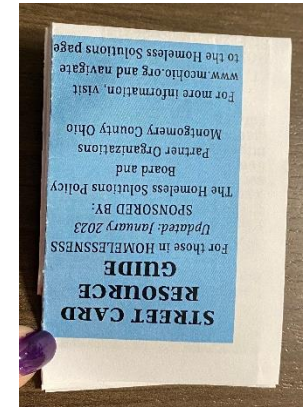 STREET CARD
RESOURCE
GUIDE
For those in HOMELESSNESS
Updated: January 2023
SPONSORED BY:
The Homeless Solutions Policy
Board and
Partner Organizations
Montgomery County Ohio
For more information, visit
www.mcohio.org and navigate
to the Homeless Solutions page